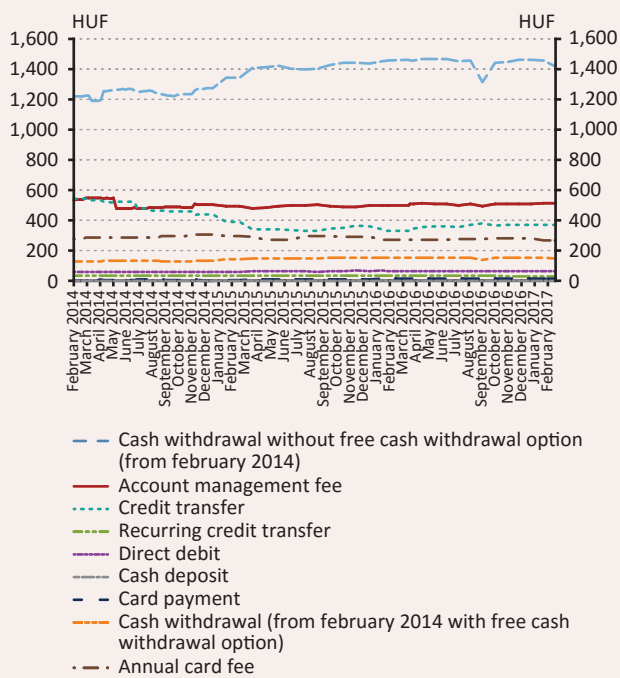 HUF HUF
1,600 1,600
1,400 1,400
1,200 1,200
1,000 1,000
800 800
600 600
400 400
200 200
0 0
February 2014
March 2014
April 2014
May 2014
June 2014
July 2014
August 2014
September 2014
October 2014
November 2014
December 2014
January 2015
February 2015
March 2015
April 2015
May 2015
June 2015
July 2015
August 2015
September 2015
October 2015
November 2015
December 2015
January 2016
February 2016
March 2016
April 2016
May 2016
June 2016
July 2016
August 2016
September 2016
October 2016
November 2016
December 2016
January 2017
February 2017
Cash withdrawal without free cash withdrawal option
(from february 2014)
Account management fee
Credit transfer
Recurring credit transfer
Direct debit
Cash deposit
Card payment
Cash withdrawal (from february 2014 with free cash
withdrawal option)
Annual card fee